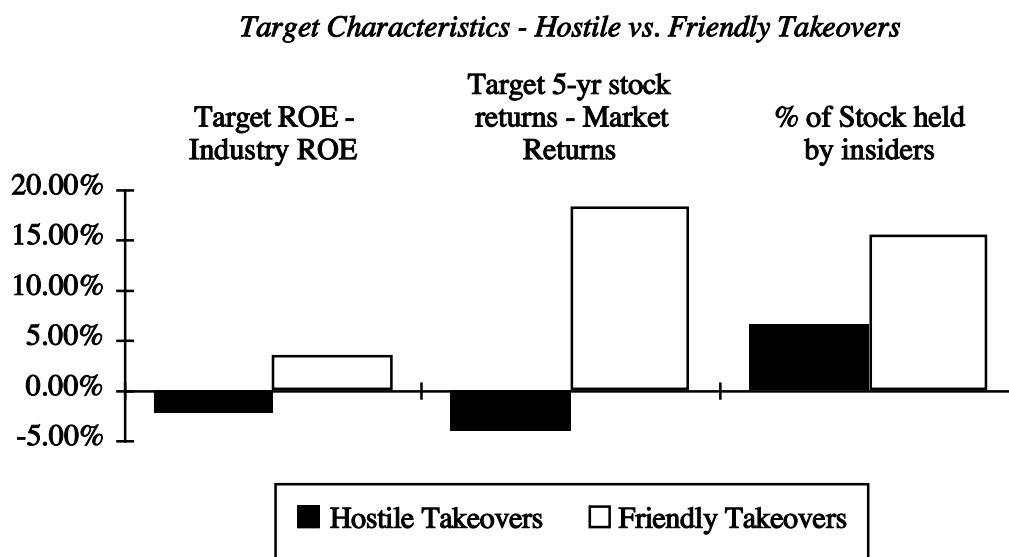 Target Characteristics - Hostile vs. Friendly Takeovers
Target ROE -
Industry ROE
Target 5-yr stock
returns - Market
Returns
% of Stock held
by insiders
20.00%
15.00%
10.00%
5.00%
0.00%
-5.00%
Hostile Takeovers
Friendly Takeovers